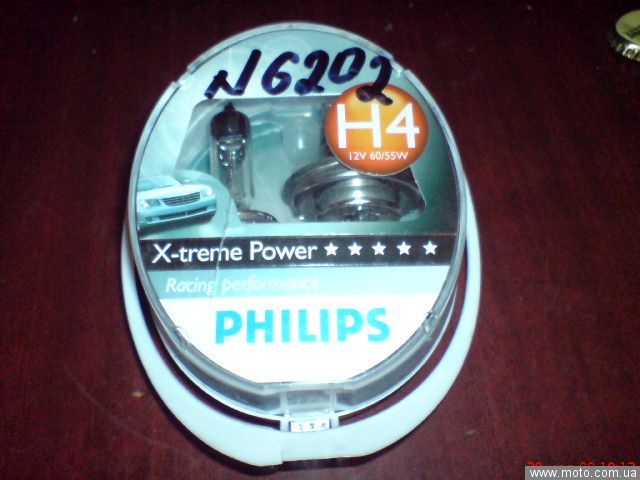 N6202
H4
12V 60/55W
X-treme Power ★★★★★
Racing performance
PHILIPS
www.moto.com.ua